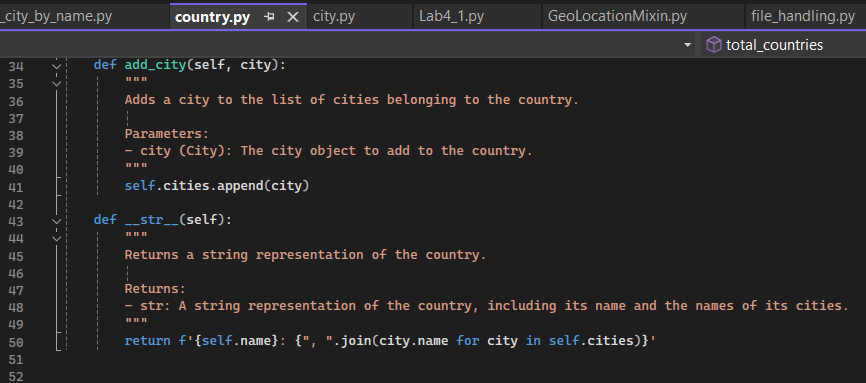 _city_by_name.py country.py city.py Lab4_1.py GeoLocationMixin.py file_handling.py
total_countries
34 def add_city(self, city):
35 """
36 Adds a city to the list of cities belonging to the country.
37
38 Parameters:
39 - city (City): The city object to add to the country.
40 """
41 self.cities.append(city)
42
43 def __str__(self):
44 """
45 Returns a string representation of the country.
46
47 Returns:
48 - str: A string representation of the country, including its name and the names of its cities.
49 """
50 return f'{self.name}: {", ".join(city.name for city in self.cities)}'
51
52